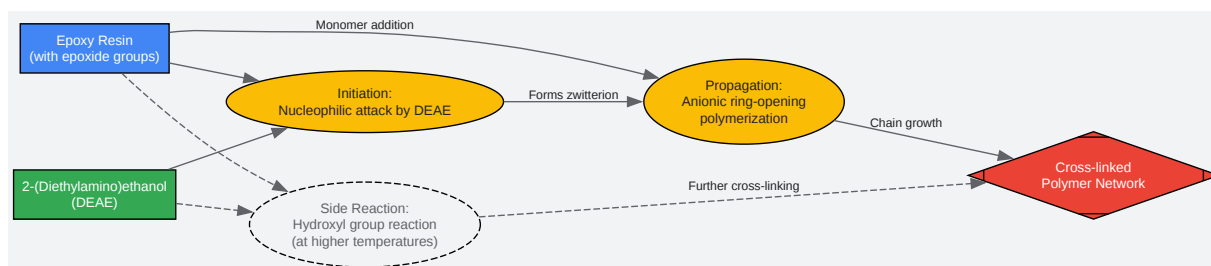 Epoxy Resin
(with epoxide groups)
Monomer addition
Initiation:
Nucleophilic attack by DEAE
Forms zwitterion
Propagation:
Anionic ring-opening
polymerization
Chain growth
Cross-linked
Polymer Network
2-(Diethylamino)ethanol
(DEAE)
Side Reaction:
Hydroxyl group reaction
(at higher temperatures)
Further cross-linking